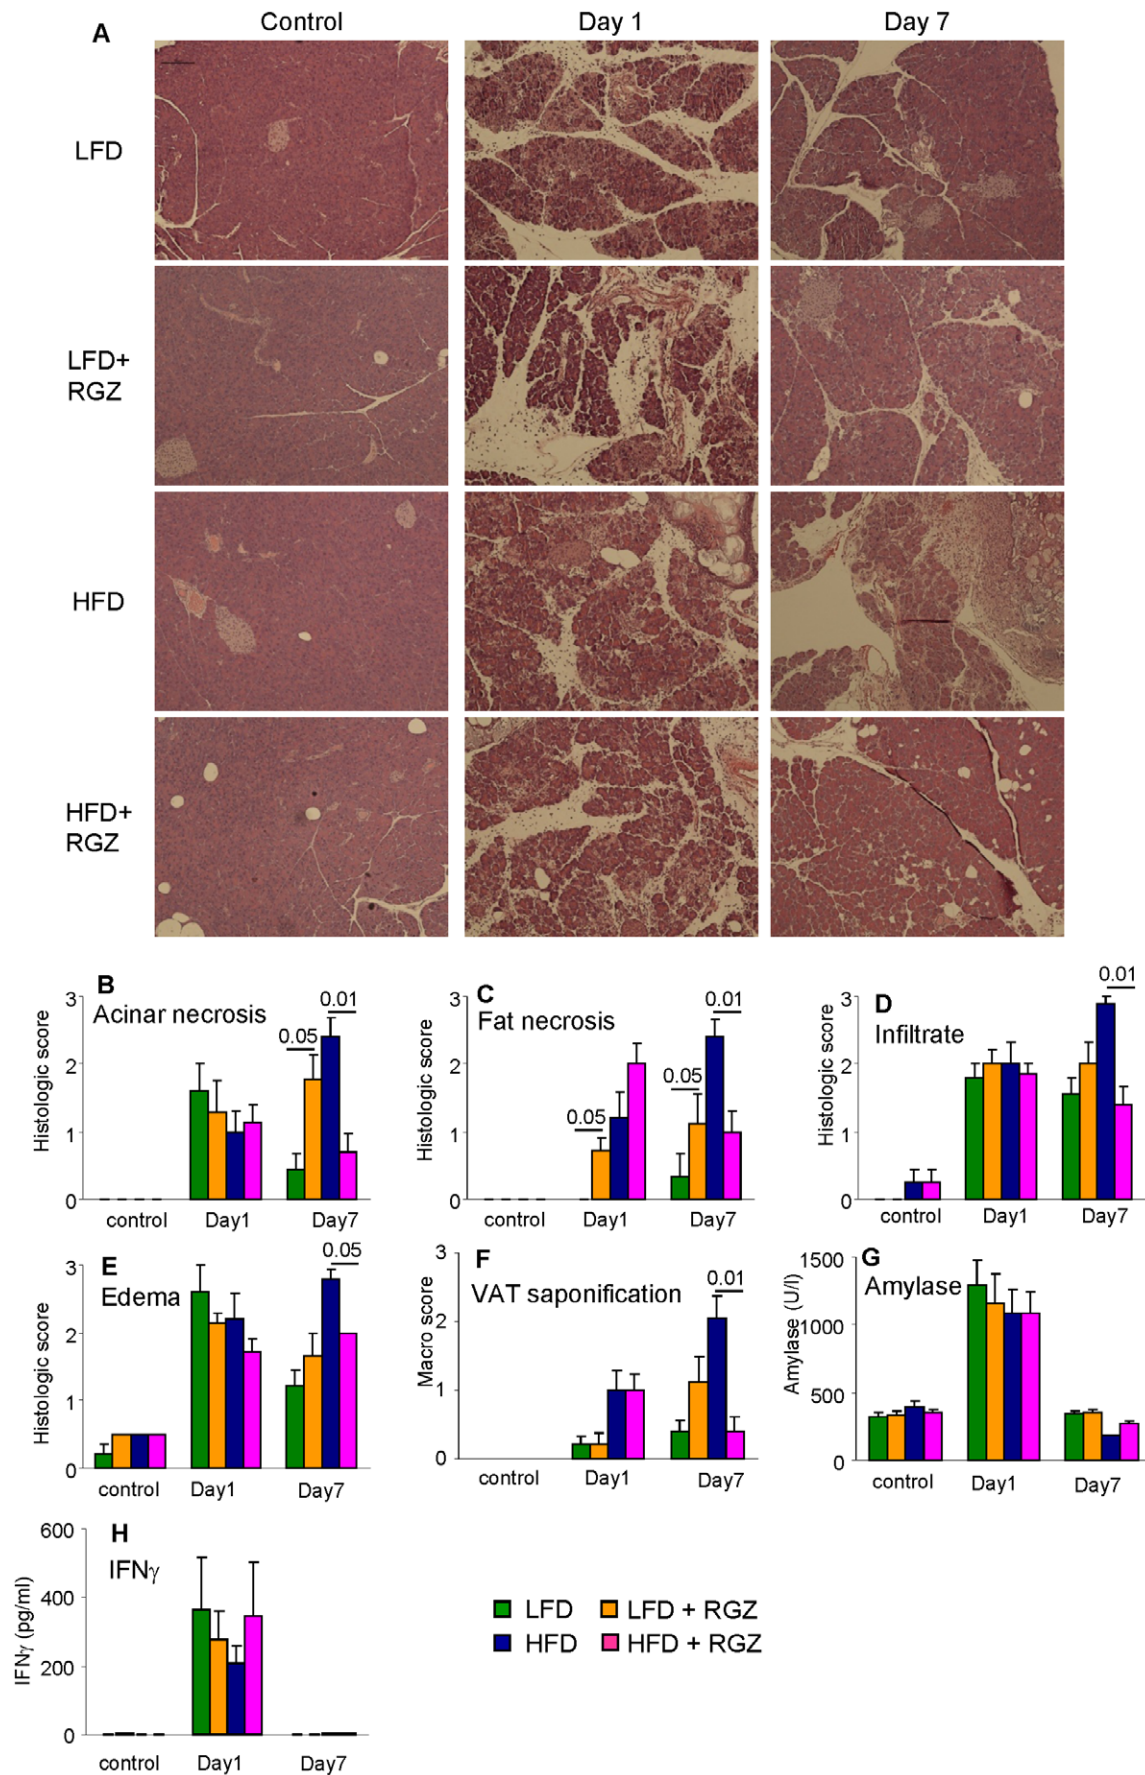 A
Control
Day 1
Day 7
LFD
LFD+
RGZ
HFD
HFD+
RGZ
B
Acinar necrosis
Histologic score
3
2
1
0
0.05
0.01
control
Day1
Day7
C
Fat necrosis
Histologic score
3
2
1
0
0.05
0.05
0.01
control
Day1
Day7
D
Infiltrate
Histologic score
3
2
1
0
0.01
control
Day1
Day7
E
Edema
Histologic score
3
2
1
0
0.05
control
Day1
Day7
F
VAT saponification
Macro score
3
2
1
0
0.01
control
Day1
Day7
G
Amylase
Amylase (U/l)
1500
1000
500
0
control
Day1
Day7
H
IFNγ
IFNγ (pg/ml)
600
400
200
0
control
Day1
Day7
LFD
LFD + RGZ
HFD
HFD + RGZ